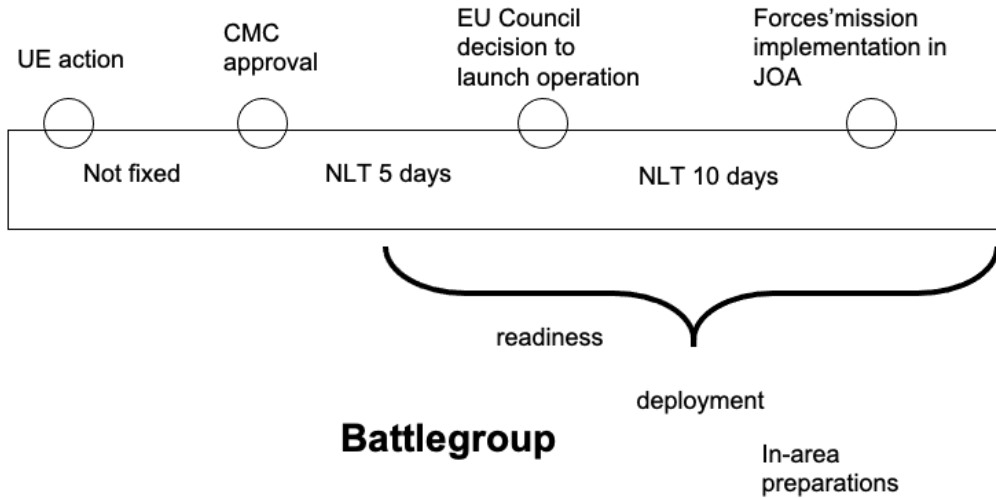 UE action
CMC
approval
EU Council
decision to
launch operation
Forces’mission
implementation in
JOA
Not fixed
NLT 5 days
NLT 10 days
readiness
deployment
Battlegroup
In-area
preparations